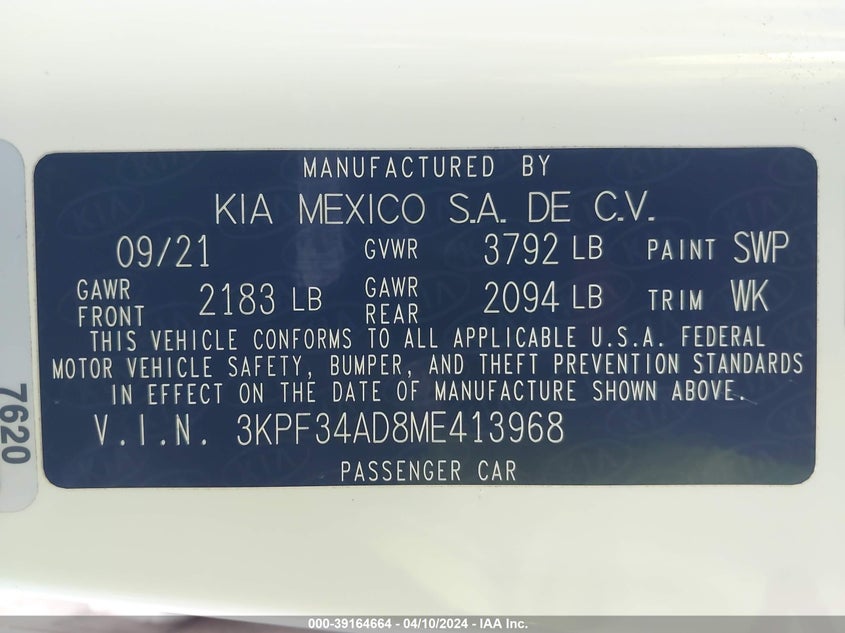 MANUFACTURED BY
KIA MEXICO S.A. DE C.V.
09/21 GVWR 3792 LB PAINT SWP
GAWR FRONT 2183 LB GAWR REAR 2094 LB TRIM WK
THIS VEHICLE CONFORMS TO ALL APPLICABLE U.S.A. FEDERAL
MOTOR VEHICLE SAFETY, BUMPER, AND THEFT PREVENTION STANDARDS
IN EFFECT ON THE DATE OF MANUFACTURE SHOWN ABOVE.
V.I.N. 3KPF34AD8ME413968
PASSENGER CAR
7620
000-39164664 - 04/10/2024 - IAA Inc.